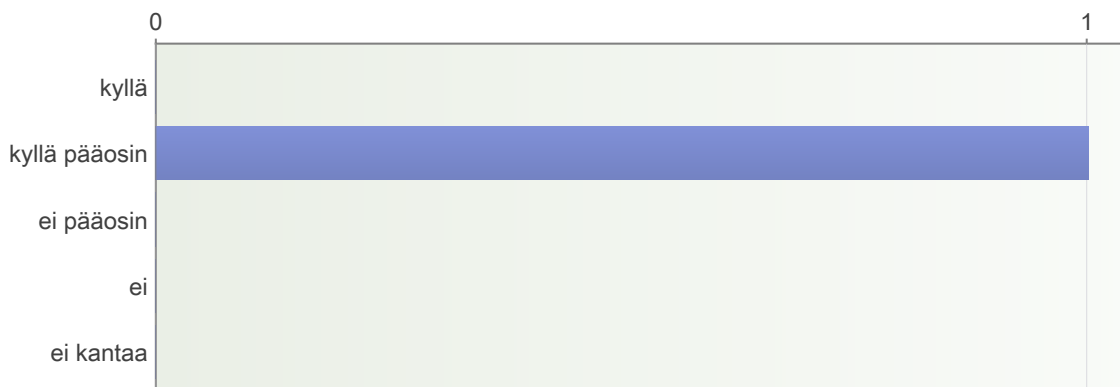 0 1
kyllä
kyllä pääosin
ei pääosin
ei
ei kantaa